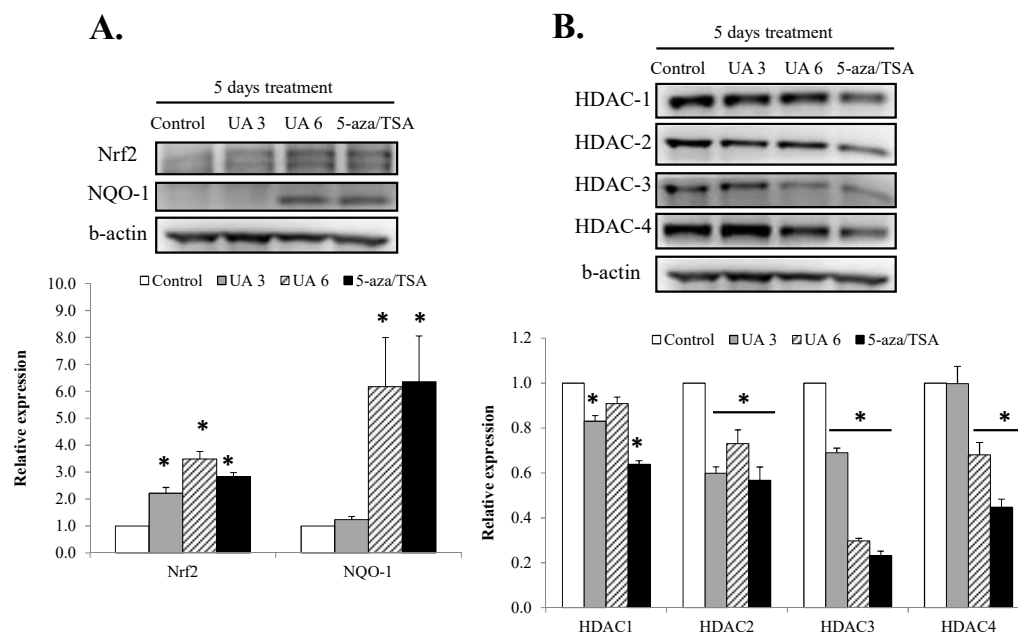 A.
5 days treatment
Control UA 3 UA 6 5-aza/TSA
Nrf2
NQO-1
b-actin
Control UA 3 UA 6 5-aza/TSA
10.0
9.0
8.0
7.0
6.0
5.0
4.0
3.0
2.0
1.0
0.0
Relative expression
* * * * *
Nrf2 NQO-1
B.
5 days treatment
Control UA 3 UA 6 5-aza/TSA
HDAC-1
HDAC-2
HDAC-3
HDAC-4
b-actin
Control UA 3 UA 6 5-aza/TSA
1.2
1.0
0.8
0.6
0.4
0.2
0.0
Relative expression
* * * * *
HDAC1 HDAC2 HDAC3 HDAC4